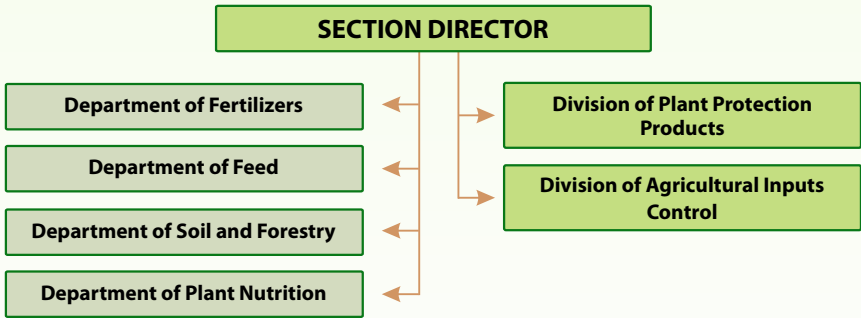 SECTION DIRECTOR
Department of Fertilizers
Department of Feed
Department of Soil and Forestry
Department of Plant Nutrition
Division of Plant Protection
Products
Division of Agricultural Inputs
Control